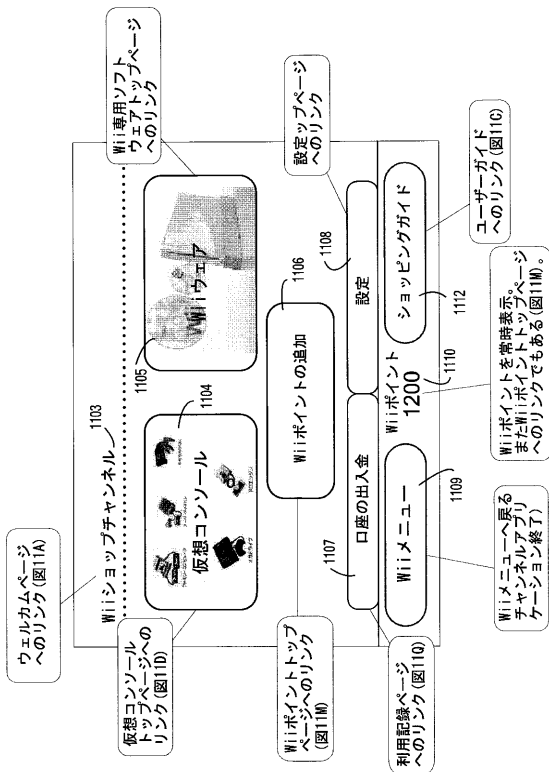 ウェルカムページ
へのリンク(図11A)
Wiiショップチャンネル
1103
Wii専用ソフト
ウェアトップページ
へのリンク
仮想コンソール
トップページへの
リンク(図11D)
1104
仮想コンソール
1105
Wiiウェア
Wiiポイントトップ
ページへのリンク
(図11M)
Wiiポイントの追加
1106
設定ップページ
へのリンク
1107
口座の出入金
設定
1108
利用記録ページ
へのリンク(図11Q)
Wiiメニュー
1109
Wiiポイント
1200
1110
ショッピングガイド
1112
Wiiメニューへ戻る
(チャンネルアプリ
ケーション終了)
Wiiポイントを常時表示。
またWiiポイントトップページ
へのリンクでもある(図11M)。
ユーザーガイド
へのリンク(図11C)